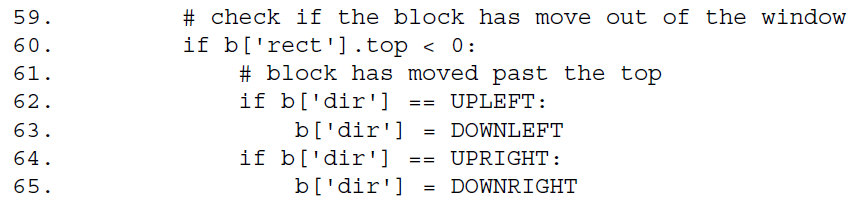 59.         # check if the block has move out of the window
60.         if b['rect'].top < 0:
61.             # block has moved past the top
62.             if b['dir'] == UPLEFT:
63.                 b['dir'] = DOWNLEFT
64.             if b['dir'] == UPRIGHT:
65.                 b['dir'] = DOWNRIGHT